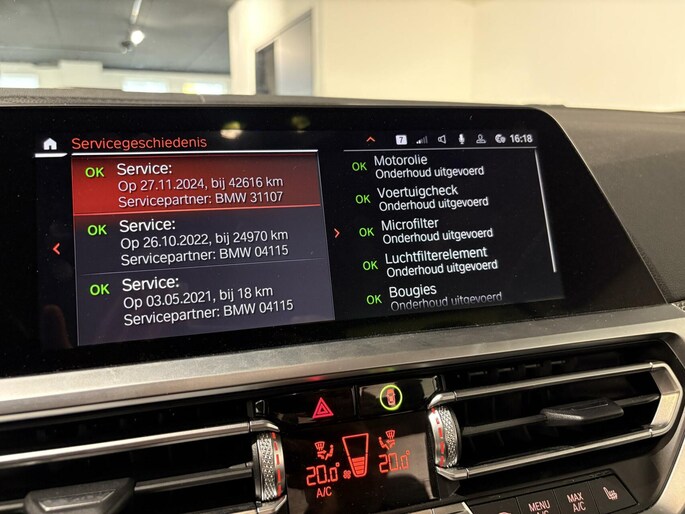 Servicegeschiedenis
7
16:18
OK Service:
Op 27.11.2024, bij 42616 km
Servicepartner: BMW 31107
OK Service:
Op 26.10.2022, bij 24970 km
Servicepartner: BMW 04115
OK Service:
Op 03.05.2021, bij 18 km
Servicepartner: BMW 04115
OK Motorolie
Onderhoud uitgevoerd
OK Voertuigcheck
Onderhoud uitgevoerd
OK Microfilter
Onderhoud uitgevoerd
OK Luchtfilterelement
Onderhoud uitgevoerd
OK Bougies
Onderhoud uitgevoerd
20.0°
A/C
20.0°
MENU
A/C
MAX
A/C